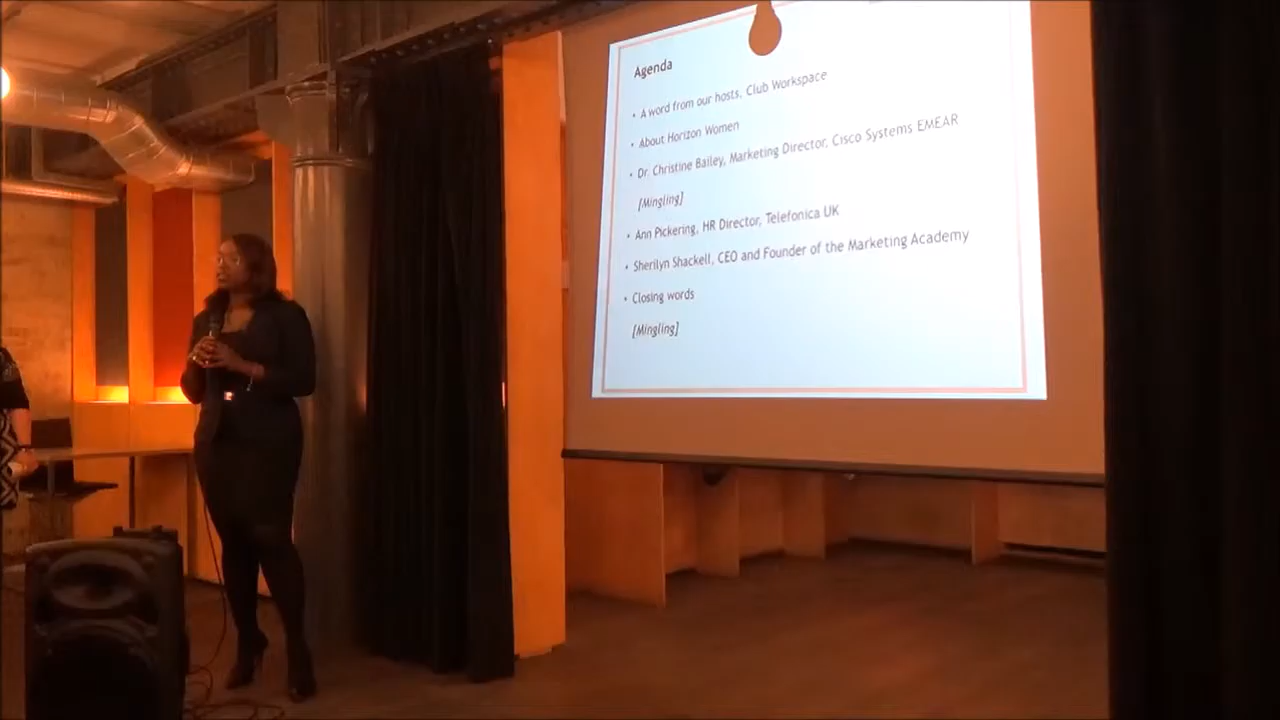 Agenda
• A word from our hosts, Club Workspace
• About Horizon Women
• Dr. Christine Bailey, Marketing Director, Cisco Systems EMEAR
[Mingling]
• Ann Pickering, HR Director, Telefonica UK
• Sherilyn Shackell, CEO and Founder of the Marketing Academy
• Closing words
[Mingling]